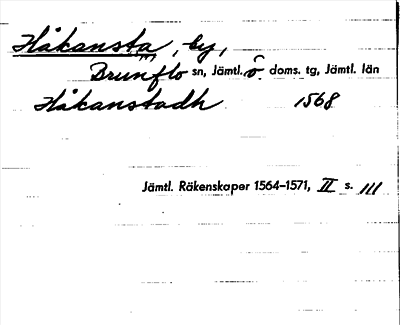 Håkansta, by,
Brunflo sn, Jämtl. ö. doms. tg, Jämtl. län
Håkanstadh 1568
Jämtl. Räkenskaper 1564–1571, II s. 111